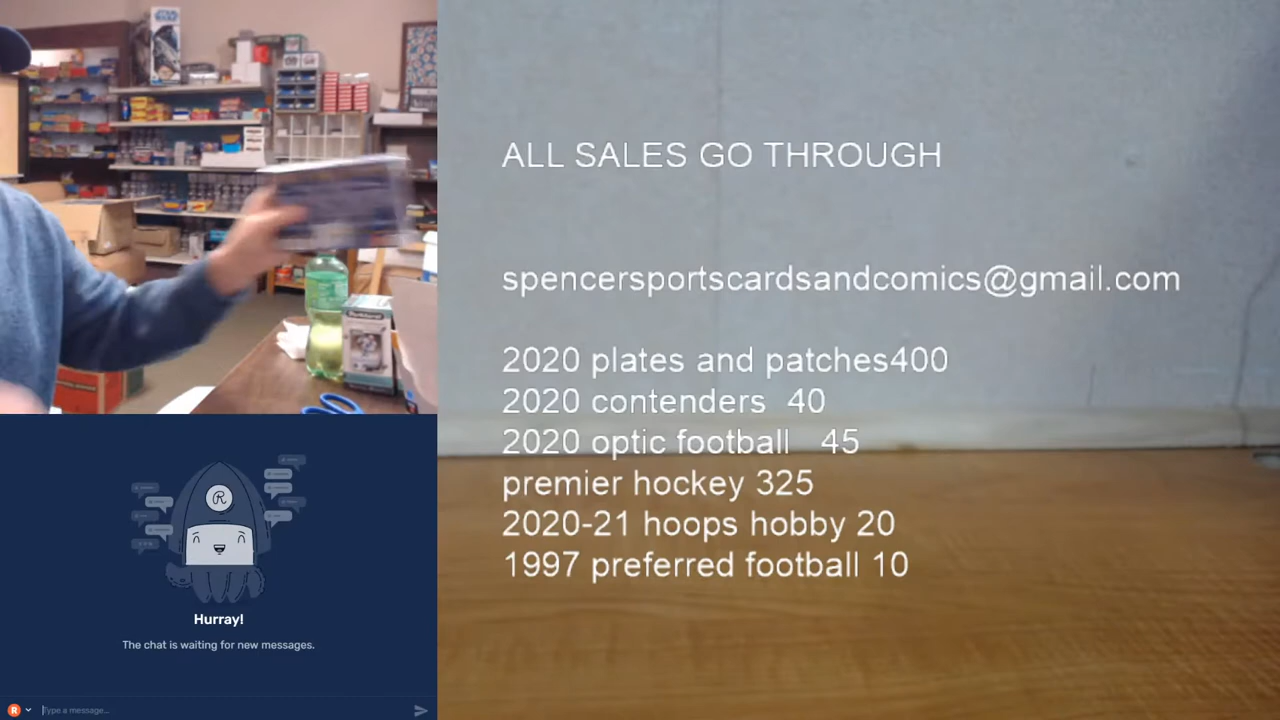 ALL SALES GO THROUGH
spencersportscardsandcomics@gmail.com
2020 plates and patches400
2020 contenders 40
2020 optic football 45
premier hockey 325
2020-21 hoops hobby 20
1997 preferred football 10
Hurray!
The chat is waiting for new messages.
R
Type a message...